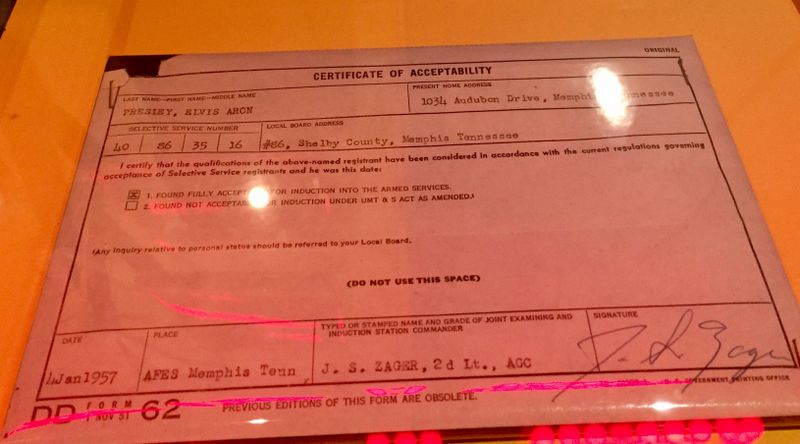 ORIGINAL
CERTIFICATE OF ACCEPTABILITY
LAST NAME—FIRST NAME—MIDDLE NAME
PRESLEY, ELVIS ARON
PRESENT HOME ADDRESS
1034 Audubon Drive, Memphis Tennessee
SELECTIVE SERVICE NUMBER
40 86 35 16
LOCAL BOARD ADDRESS
#86, Shelby County, Memphis Tennessee
I certify that the qualifications of the above-named registrant have been considered in accordance with the current regulations governing
acceptance of Selective Service registrants and he was this date:
☒ 1. FOUND FULLY ACCEPT FOR INDUCTION INTO THE ARMED SERVICES.
☐ 2. FOUND NOT ACCEPTABLE FOR INDUCTION UNDER UMT & S ACT AS AMENDED.
(Any inquiry relative to personal status should be referred to your Local Board.
(DO NOT USE THIS SPACE)
DATE
4Jan1957
PLACE
AFES Memphis Tenn
TYPED OR STAMPED NAME AND GRADE OF JOINT EXAMINING AND
INDUCTION STATION COMMANDER
J. S. ZAGER, 2d Lt., AGC
SIGNATURE
J. S. Zager
GOVERNMENT PRINTING OFFICE
DD FORM 62
1 NOV 51
PREVIOUS EDITIONS OF THIS FORM ARE OBSOLETE.